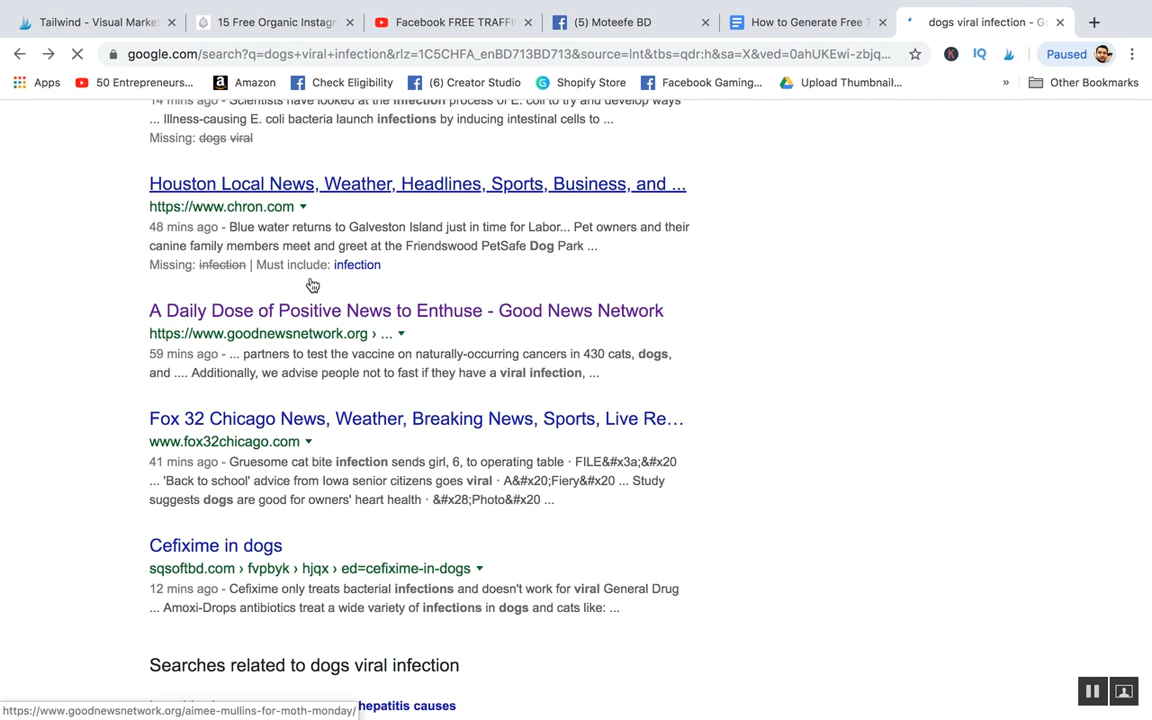 Tailwind - Visual Market
15 Free Organic Instagr
Facebook FREE TRAFFI
(5) Moteefe BD
How to Generate Free T
dogs viral infection - G
google.com/search?q=dogs+viral+infection&rlz=1C5CHFA_enBD713BD713&source=lnt&tbs=qdr:h&sa=X&ved=0ahUKEwi-zbjq...
IQ
Paused
Apps
50 Entrepreneurs...
Amazon
Check Eligibility
(6) Creator Studio
Shopify Store
Facebook Gaming...
Upload Thumbnail...
»
Other Bookmarks
14 mins ago - Scientists have looked at the infection process of E. coli to try and develop ways
... Illness-causing E. coli bacteria launch infections by inducing intestinal cells to ...
Missing: dogs viral
Houston Local News, Weather, Headlines, Sports, Business, and ...
https://www.chron.com
48 mins ago - Blue water returns to Galveston Island just in time for Labor... Pet owners and their
canine family members meet and greet at the Friendswood PetSafe Dog Park ...
Missing: infection | Must include: infection
A Daily Dose of Positive News to Enthuse - Good News Network
https://www.goodnewsnetwork.org › ...
59 mins ago - ... partners to test the vaccine on naturally-occurring cancers in 430 cats, dogs,
and .... Additionally, we advise people not to fast if they have a viral infection, ...
Fox 32 Chicago News, Weather, Breaking News, Sports, Live Re...
www.fox32chicago.com
41 mins ago - Gruesome cat bite infection sends girl, 6, to operating table · FILE&#x3a;&#x20
... 'Back to school' advice from Iowa senior citizens goes viral · A&#x20;Fiery&#x20 ... Study
suggests dogs are good for owners' heart health · &#x28;Photo&#x20 ...
Cefixime in dogs
sqsoftbd.com › fvpbyk › hjqx › ed=cefixime-in-dogs
12 mins ago - Cefixime only treats bacterial infections and doesn't work for viral General Drug
... Amoxi-Drops antibiotics treat a wide variety of infections in dogs and cats like: ...
Searches related to dogs viral infection
hepatitis causes
https://www.goodnewsnetwork.org/aimee-mullins-for-moth-monday/